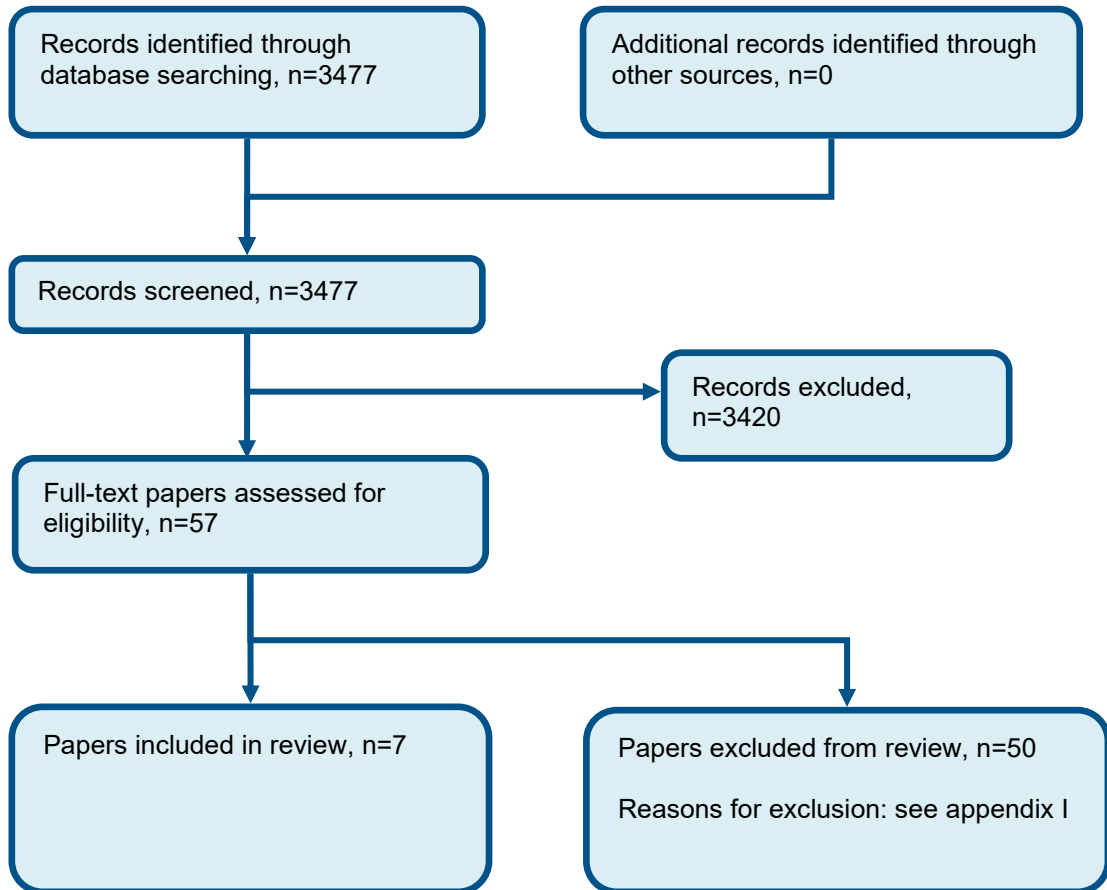 Records identified through
database searching, n=3477
Additional records identified through
other sources, n=0
Records screened, n=3477
Records excluded,
n=3420
Full-text papers assessed for
eligibility, n=57
Papers included in review, n=7
Papers excluded from review, n=50
Reasons for exclusion: see appendix I